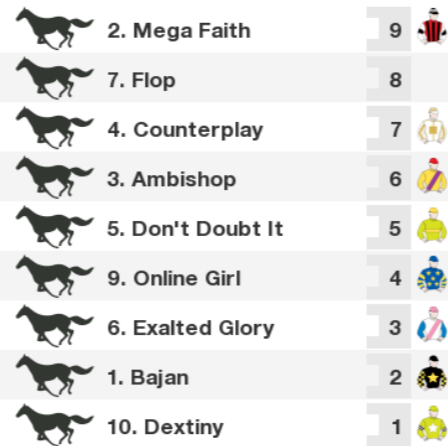 2. Mega Faith 9
7. Flop 8
4. Counterplay 7
3. Ambishop 6
5. Don't Doubt It 5
9. Online Girl 4
6. Exalted Glory 3
1. Bajan 2
10. Dextiny 1